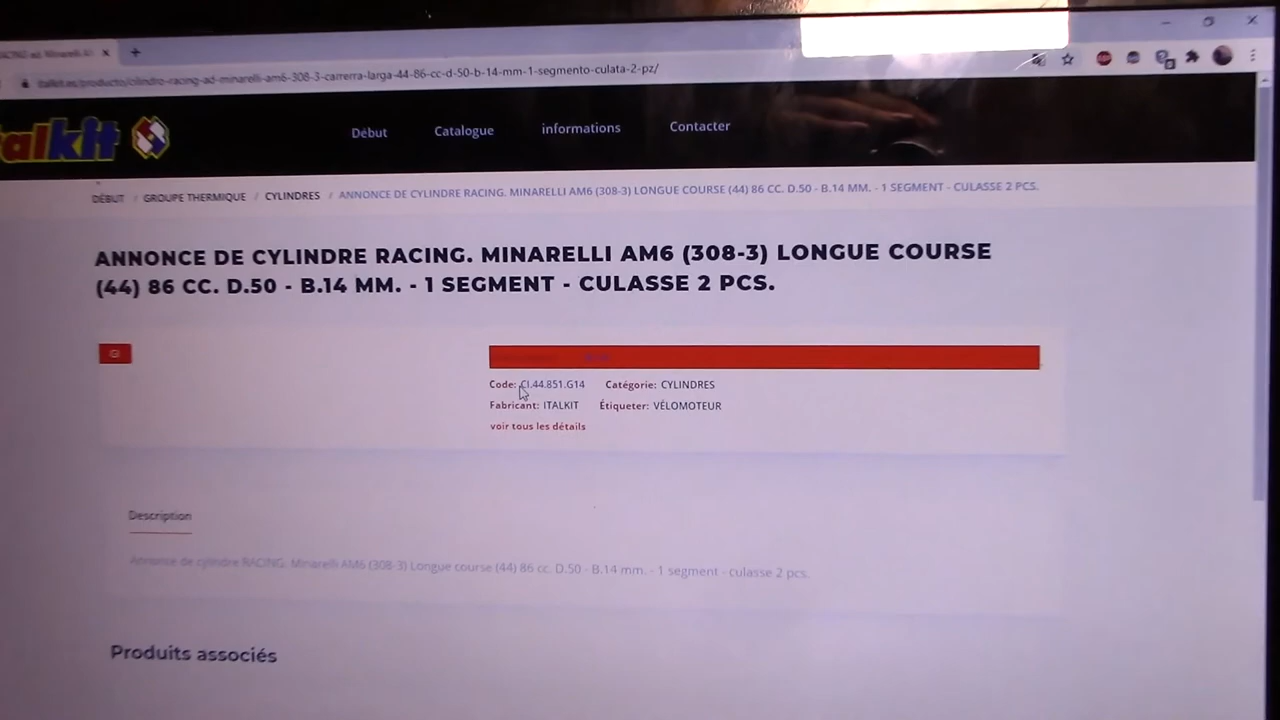 italkit.es/producto/cilindro-racing-ad-minarelli-am6-308-3-carrerra-larga-44-86-cc-d-50-b-14-mm-1-segmento-culata-2-pz/
alkit
Début Catalogue informations Contacter
DÉBUT / GROUPE THERMIQUE / CYLINDRES / ANNONCE DE CYLINDRE RACING. MINARELLI AM6 (308-3) LONGUE COURSE (44) 86 CC. D.50 - B.14 MM. - 1 SEGMENT - CULASSE 2 PCS.
ANNONCE DE CYLINDRE RACING. MINARELLI AM6 (308-3) LONGUE COURSE
(44) 86 CC. D.50 - B.14 MM. - 1 SEGMENT - CULASSE 2 PCS.
Code: CI.44.851.G14 Catégorie: CYLINDRES
Fabricant: ITALKIT Étiqueter: VÉLOMOTEUR
voir tous les détails
Description
Annonce de cylindre RACING. Minarelli AM6 (308-3) Longue course (44) 86 cc. D.50 - B.14 mm. - 1 segment - culasse 2 pcs.
Produits associés